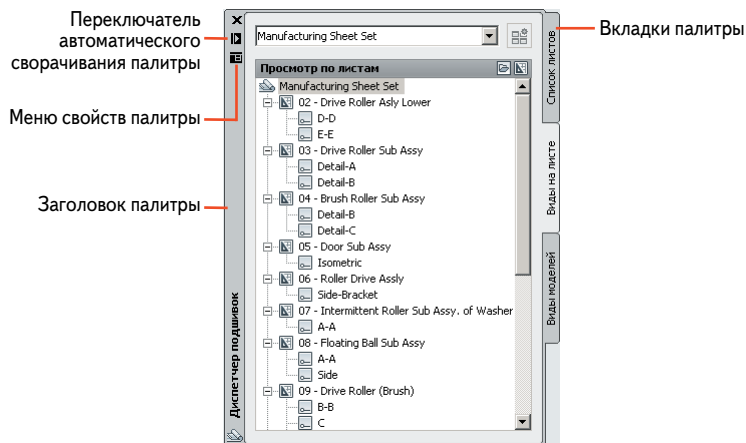 Переключатель
автоматического
сворачивания палитры
Меню свойств палитры
Заголовок палитры
Вкладки палитры
Manufacturing Sheet Set
Просмотр по листам
Manufacturing Sheet Set
02 - Drive Roller Asly Lower
D-D
E-E
03 - Drive Roller Sub Assy
Detail-A
Detail-B
04 - Brush Roller Sub Assy
Detail-B
Detail-C
05 - Door Sub Assy
Isometric
06 - Roller Drive Assly
Side-Bracket
07 - Intermittent Roller Sub Assy. of Washer
A-A
08 - Floating Ball Sub Assy
A-A
Side
09 - Drive Roller (Brush)
B-B
C
Список листов
Виды на листе
Виды моделей
Диспетчер подшивок